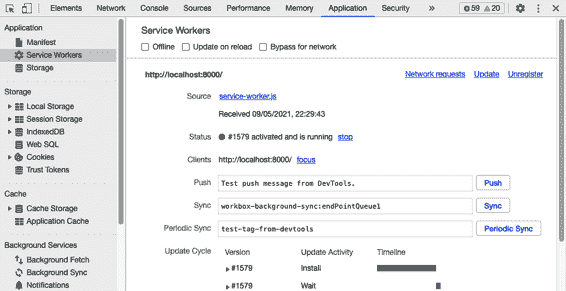 Elements Network Console Sources Performance Memory Application Security » 59 20
Application
Manifest
Service Workers
Storage
Storage
Local Storage
Session Storage
IndexedDB
Web SQL
Cookies
Trust Tokens
Cache
Cache Storage
Application Cache
Background Services
Background Fetch
Background Sync
Notifications
Service Workers
Offline Update on reload Bypass for network
http://localhost:8000/ Network requests Update Unregister
Source service-worker.js
Received 09/05/2021, 22:29:43
Status #1579 activated and is running stop
Clients http://localhost:8000/ focus
Push Test push message from DevTools. Push
Sync workbox-background-sync:endPointQueue1 Sync
Periodic Sync test-tag-from-devtools Periodic Sync
Update Cycle Version Update Activity Timeline
#1579 Install
#1579 Wait